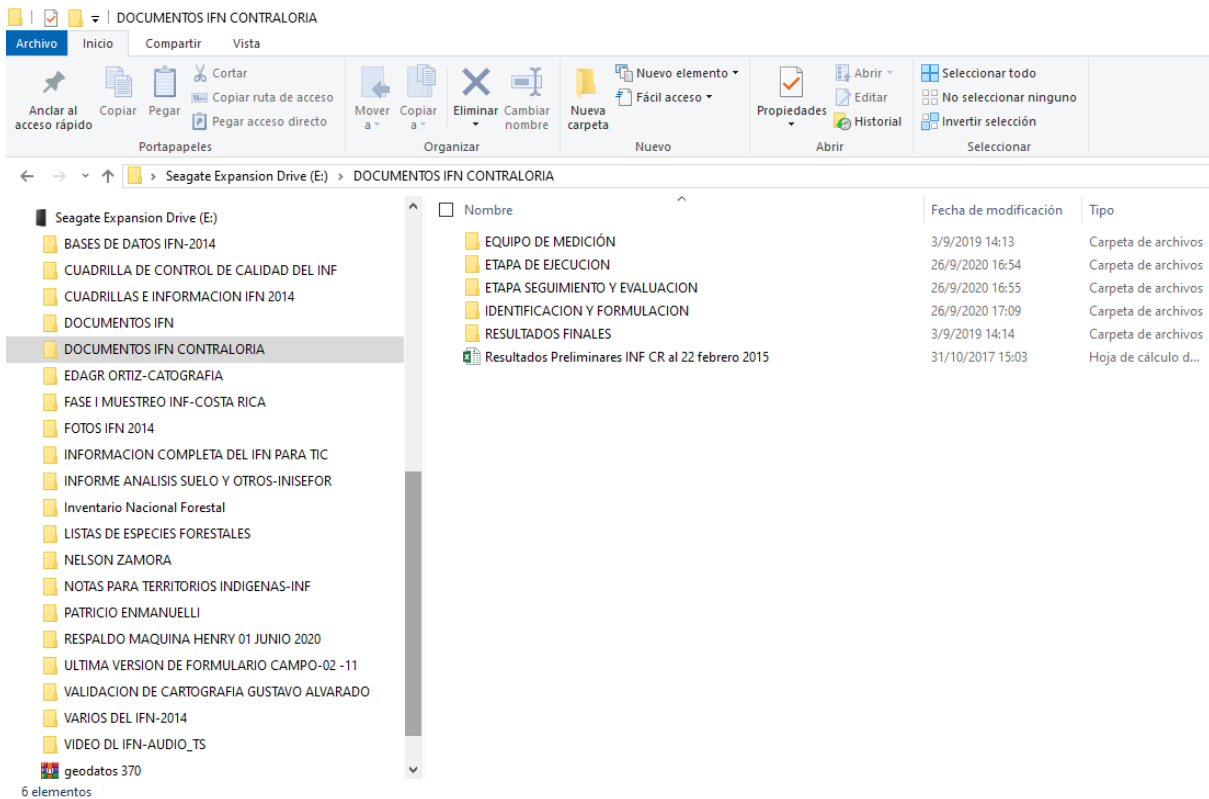 DOCUMENTOS IFN CONTRALORIA
Archivo Inicio Compartir Vista
Anclar al acceso rápido
Copiar
Pegar
Cortar
Copiar ruta de acceso
Pegar acceso directo
Portapapeles
Mover a
Copiar a
Eliminar
Cambiar nombre
Organizar
Nueva carpeta
Nuevo elemento
Fácil acceso
Nuevo
Propiedades
Abrir
Editar
Historial
Abrir
Seleccionar todo
No seleccionar ninguno
Invertir selección
Seleccionar
> Seagate Expansion Drive (E:) > DOCUMENTOS IFN CONTRALORIA
Seagate Expansion Drive (E:)
BASES DE DATOS IFN-2014
CUADRILLA DE CONTROL DE CALIDAD DEL INF
CUADRILLAS E INFORMACION IFN 2014
DOCUMENTOS IFN
DOCUMENTOS IFN CONTRALORIA
EDAGR ORTIZ-CATOGRAFIA
FASE I MUESTREO INF-COSTA RICA
FOTOS IFN 2014
INFORMACION COMPLETA DEL IFN PARA TIC
INFORME ANALISIS SUELO Y OTROS-INISEFOR
Inventario Nacional Forestal
LISTAS DE ESPECIES FORESTALES
NELSON ZAMORA
NOTAS PARA TERRITORIOS INDIGENAS-INF
PATRICIO ENMANUELLI
RESPALDO MAQUINA HENRY 01 JUNIO 2020
ULTIMA VERSION DE FORMULARIO CAMPO-02 -11
VALIDACION DE CARTOGRAFIA GUSTAVO ALVARADO
VARIOS DEL IFN-2014
VIDEO DL IFN-AUDIO_TS
geodatos 370
Nombre Fecha de modificación Tipo
EQUIPO DE MEDICIÓN 3/9/2019 14:13 Carpeta de archivos
ETAPA DE EJECUCION 26/9/2020 16:54 Carpeta de archivos
ETAPA SEGUIMIENTO Y EVALUACION 26/9/2020 16:55 Carpeta de archivos
IDENTIFICACION Y FORMULACION 26/9/2020 17:09 Carpeta de archivos
RESULTADOS FINALES 3/9/2019 14:14 Carpeta de archivos
Resultados Preliminares INF CR al 22 febrero 2015 31/10/2017 15:03 Hoja de cálculo d...
6 elementos